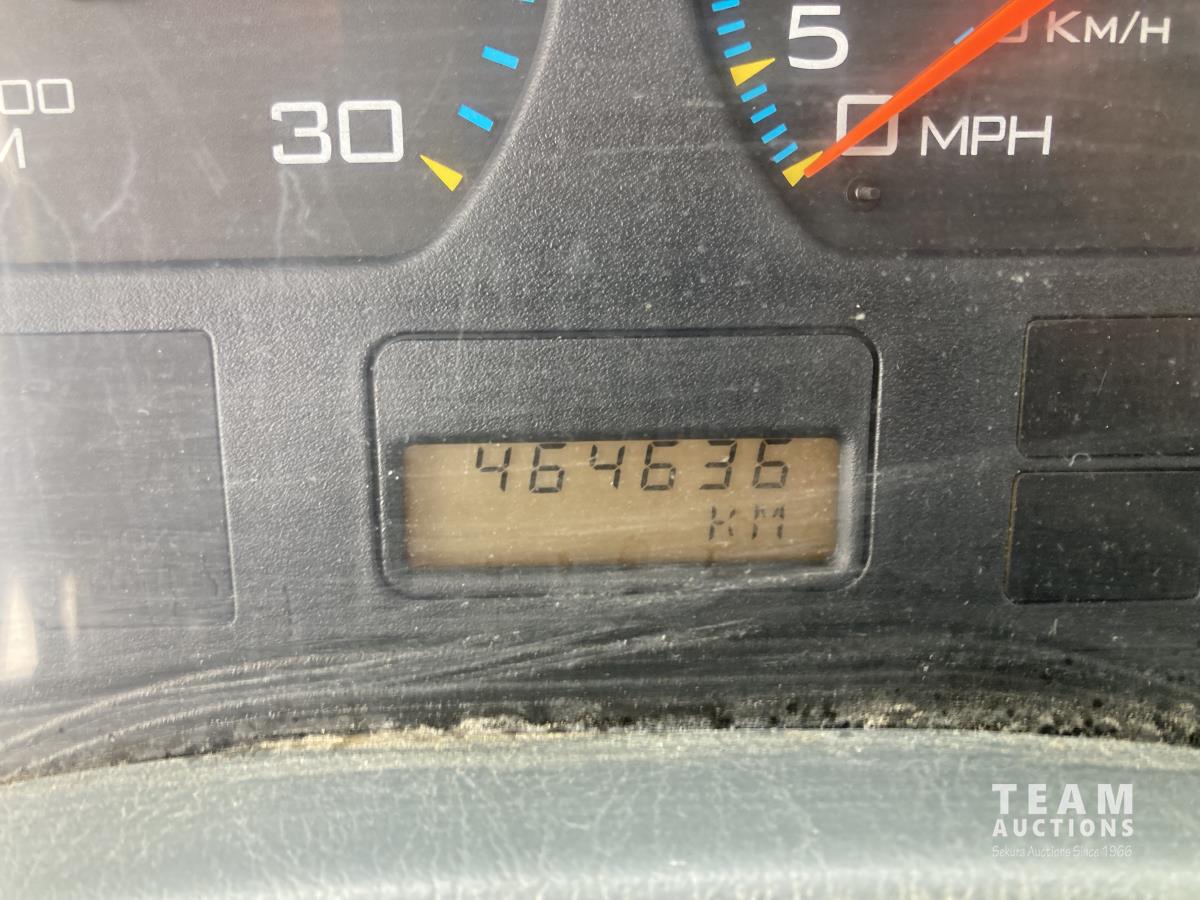 5
Km/h
00
30
0 MPH
464636
KM
TEAM
AUCTIONS
Sekura Auctions Since 1966